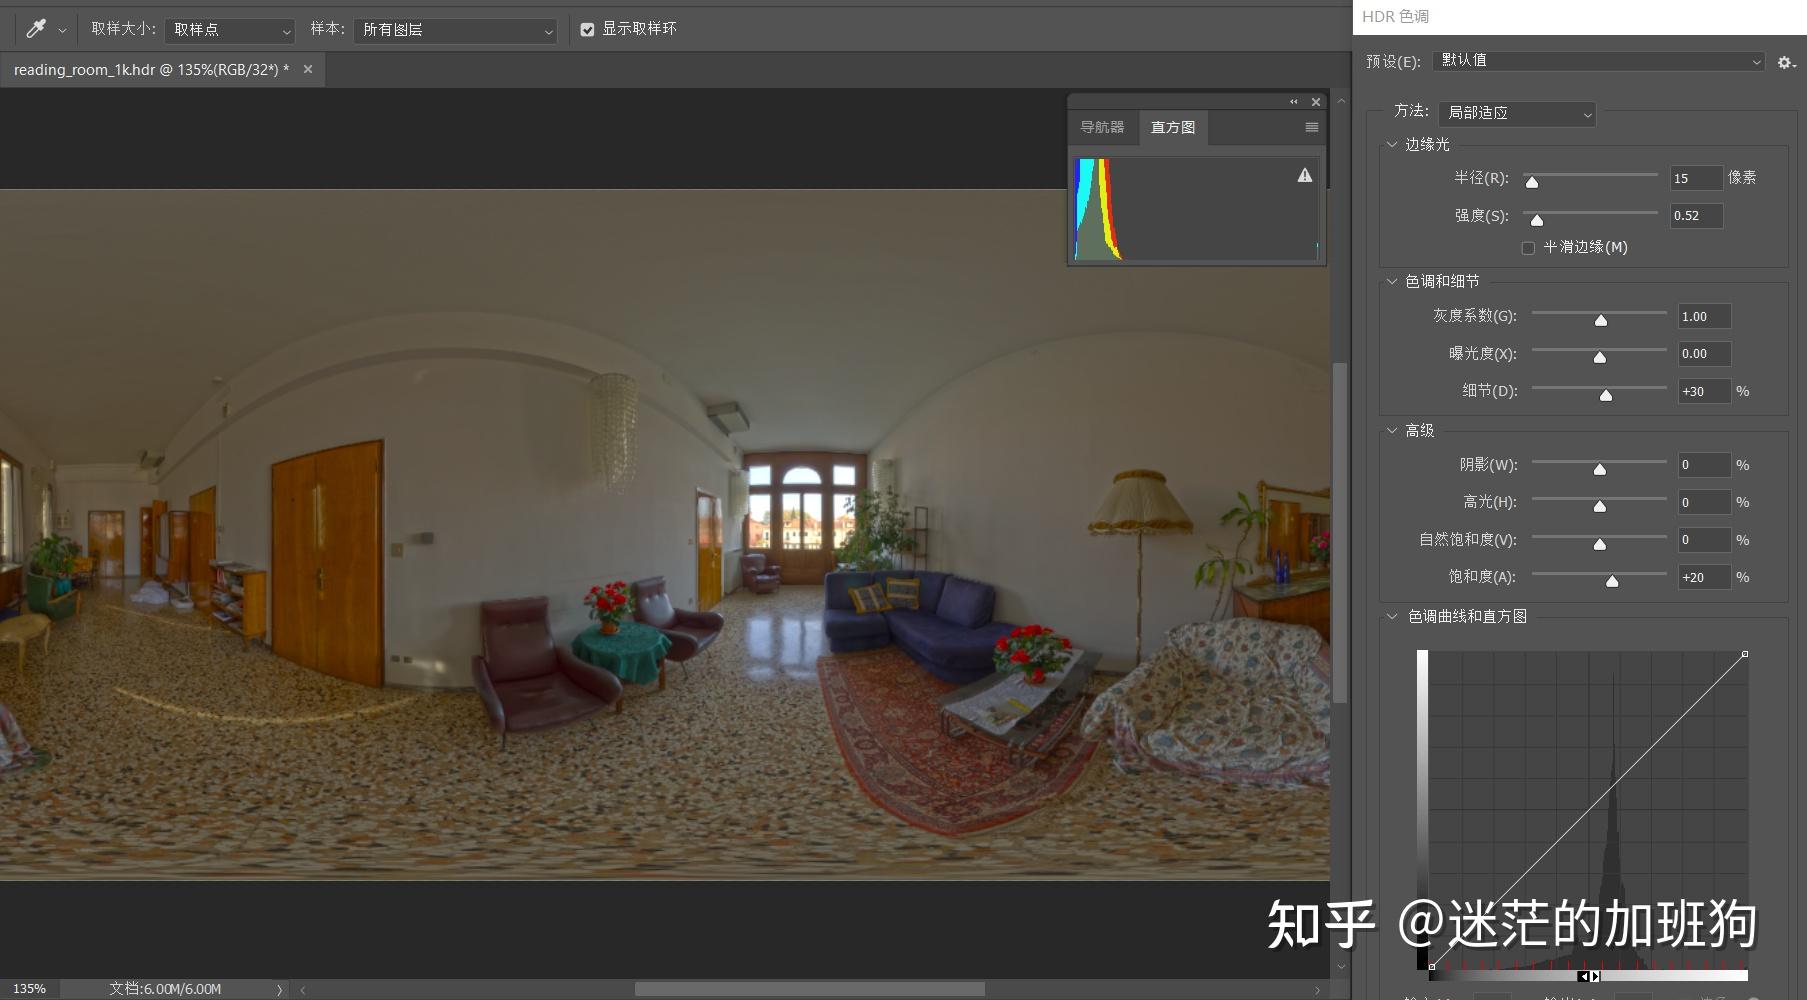 HDR 色调
取样大小: 取样点 样本: 所有图层 显示取样环
reading_room_1k.hdr @ 135%(RGB/32*) * ×
预设(E): 默认值
导航器 直方图
方法: 局部适应
边缘光
半径(R): 15 像素
强度(S): 0.52
平滑边缘(M)
色调和细节
灰度系数(G): 1.00
曝光度(X): 0.00
细节(D): +30 %
高级
阴影(W): 0 %
高光(H): 0 %
自然饱和度(V): 0 %
饱和度(A): +20 %
色调曲线和直方图
知乎 @迷茫的加班狗
135% 文档:6.00M/6.00M